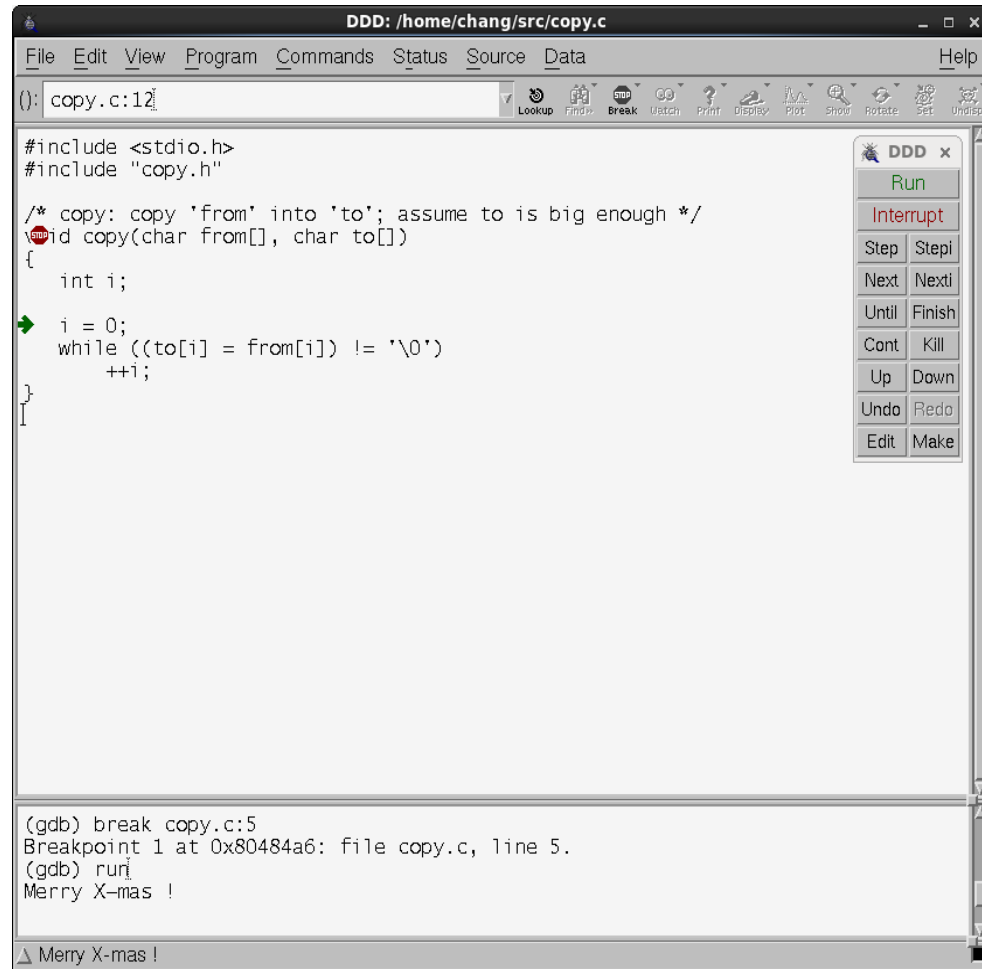 DDD: /home/chang/src/copy.c
File Edit View Program Commands Status Source Data Help
(): copy.c:12
Lookup Find» Break Watch Print Display Plot Show Rotate Set Undisp
#include <stdio.h>
#include "copy.h"
/* copy: copy 'from' into 'to'; assume to is big enough */
STOP id copy(char from[], char to[])
{
int i;
i = 0;
while ((to[i] = from[i]) != '\0')
++i;
}
DDD
Run
Interrupt
Step Stepi
Next Nexti
Until Finish
Cont Kill
Up Down
Undo Redo
Edit Make
(gdb) break copy.c:5
Breakpoint 1 at 0x80484a6: file copy.c, line 5.
(gdb) run
Merry X-mas !
Merry X-mas !